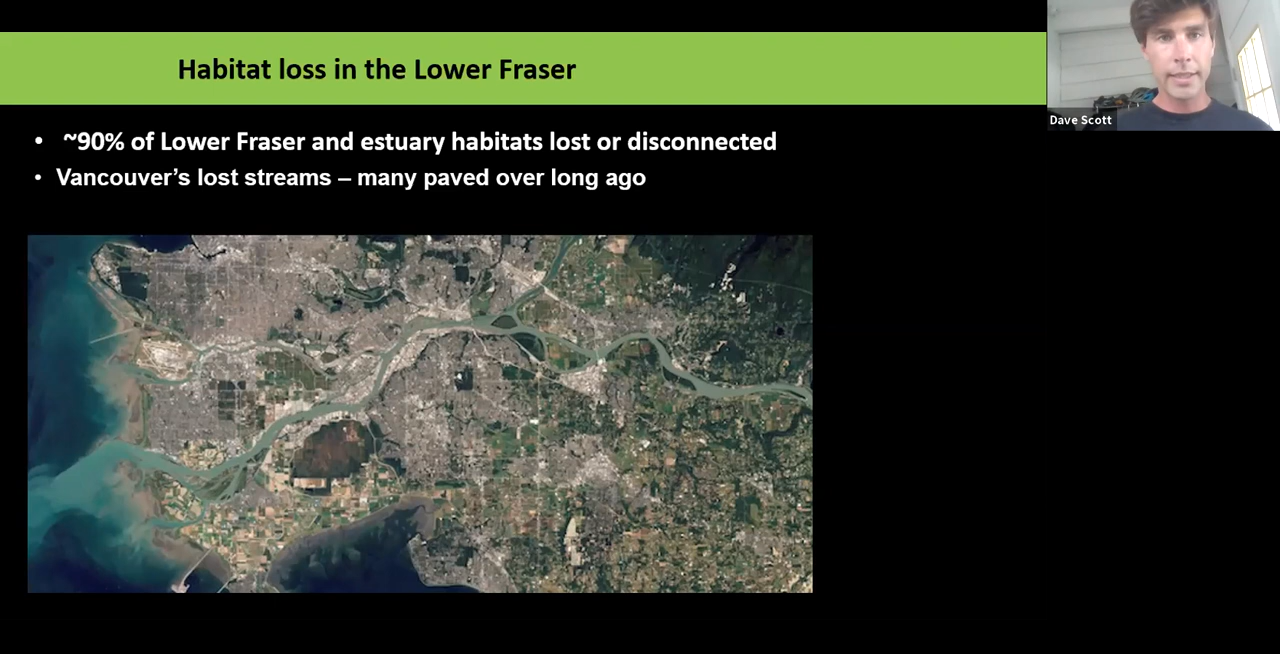 Habitat loss in the Lower Fraser
Dave Scott
• ~90% of Lower Fraser and estuary habitats lost or disconnected
• Vancouver's lost streams – many paved over long ago